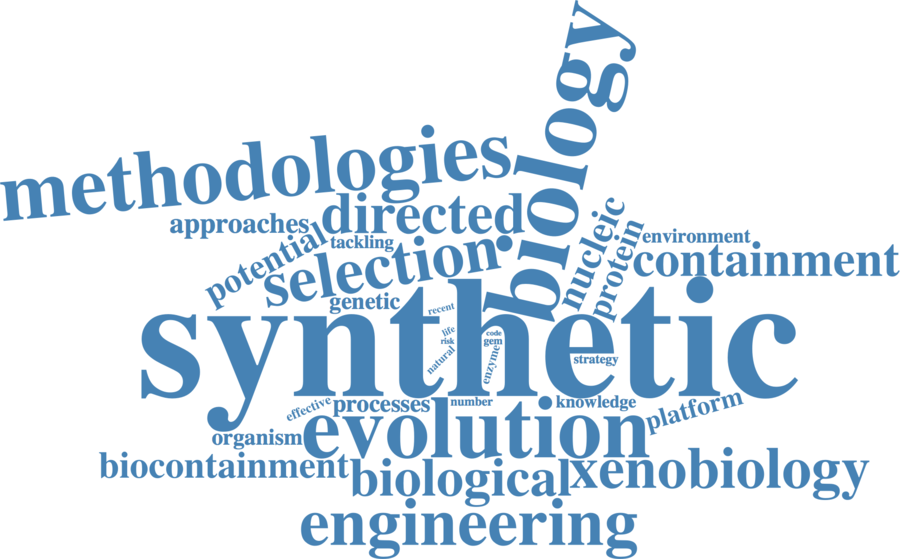 biology
methodologies
approaches
directed
nucleic
protein
environment
potential
tackling
selection
containment
genetic
synthetic
recent
life
risk
natural
code
gem
enzyme
strategy
effective
processes
number
knowledge
platform
organism
evolution
biocontainment
biological
xenobiology
engineering